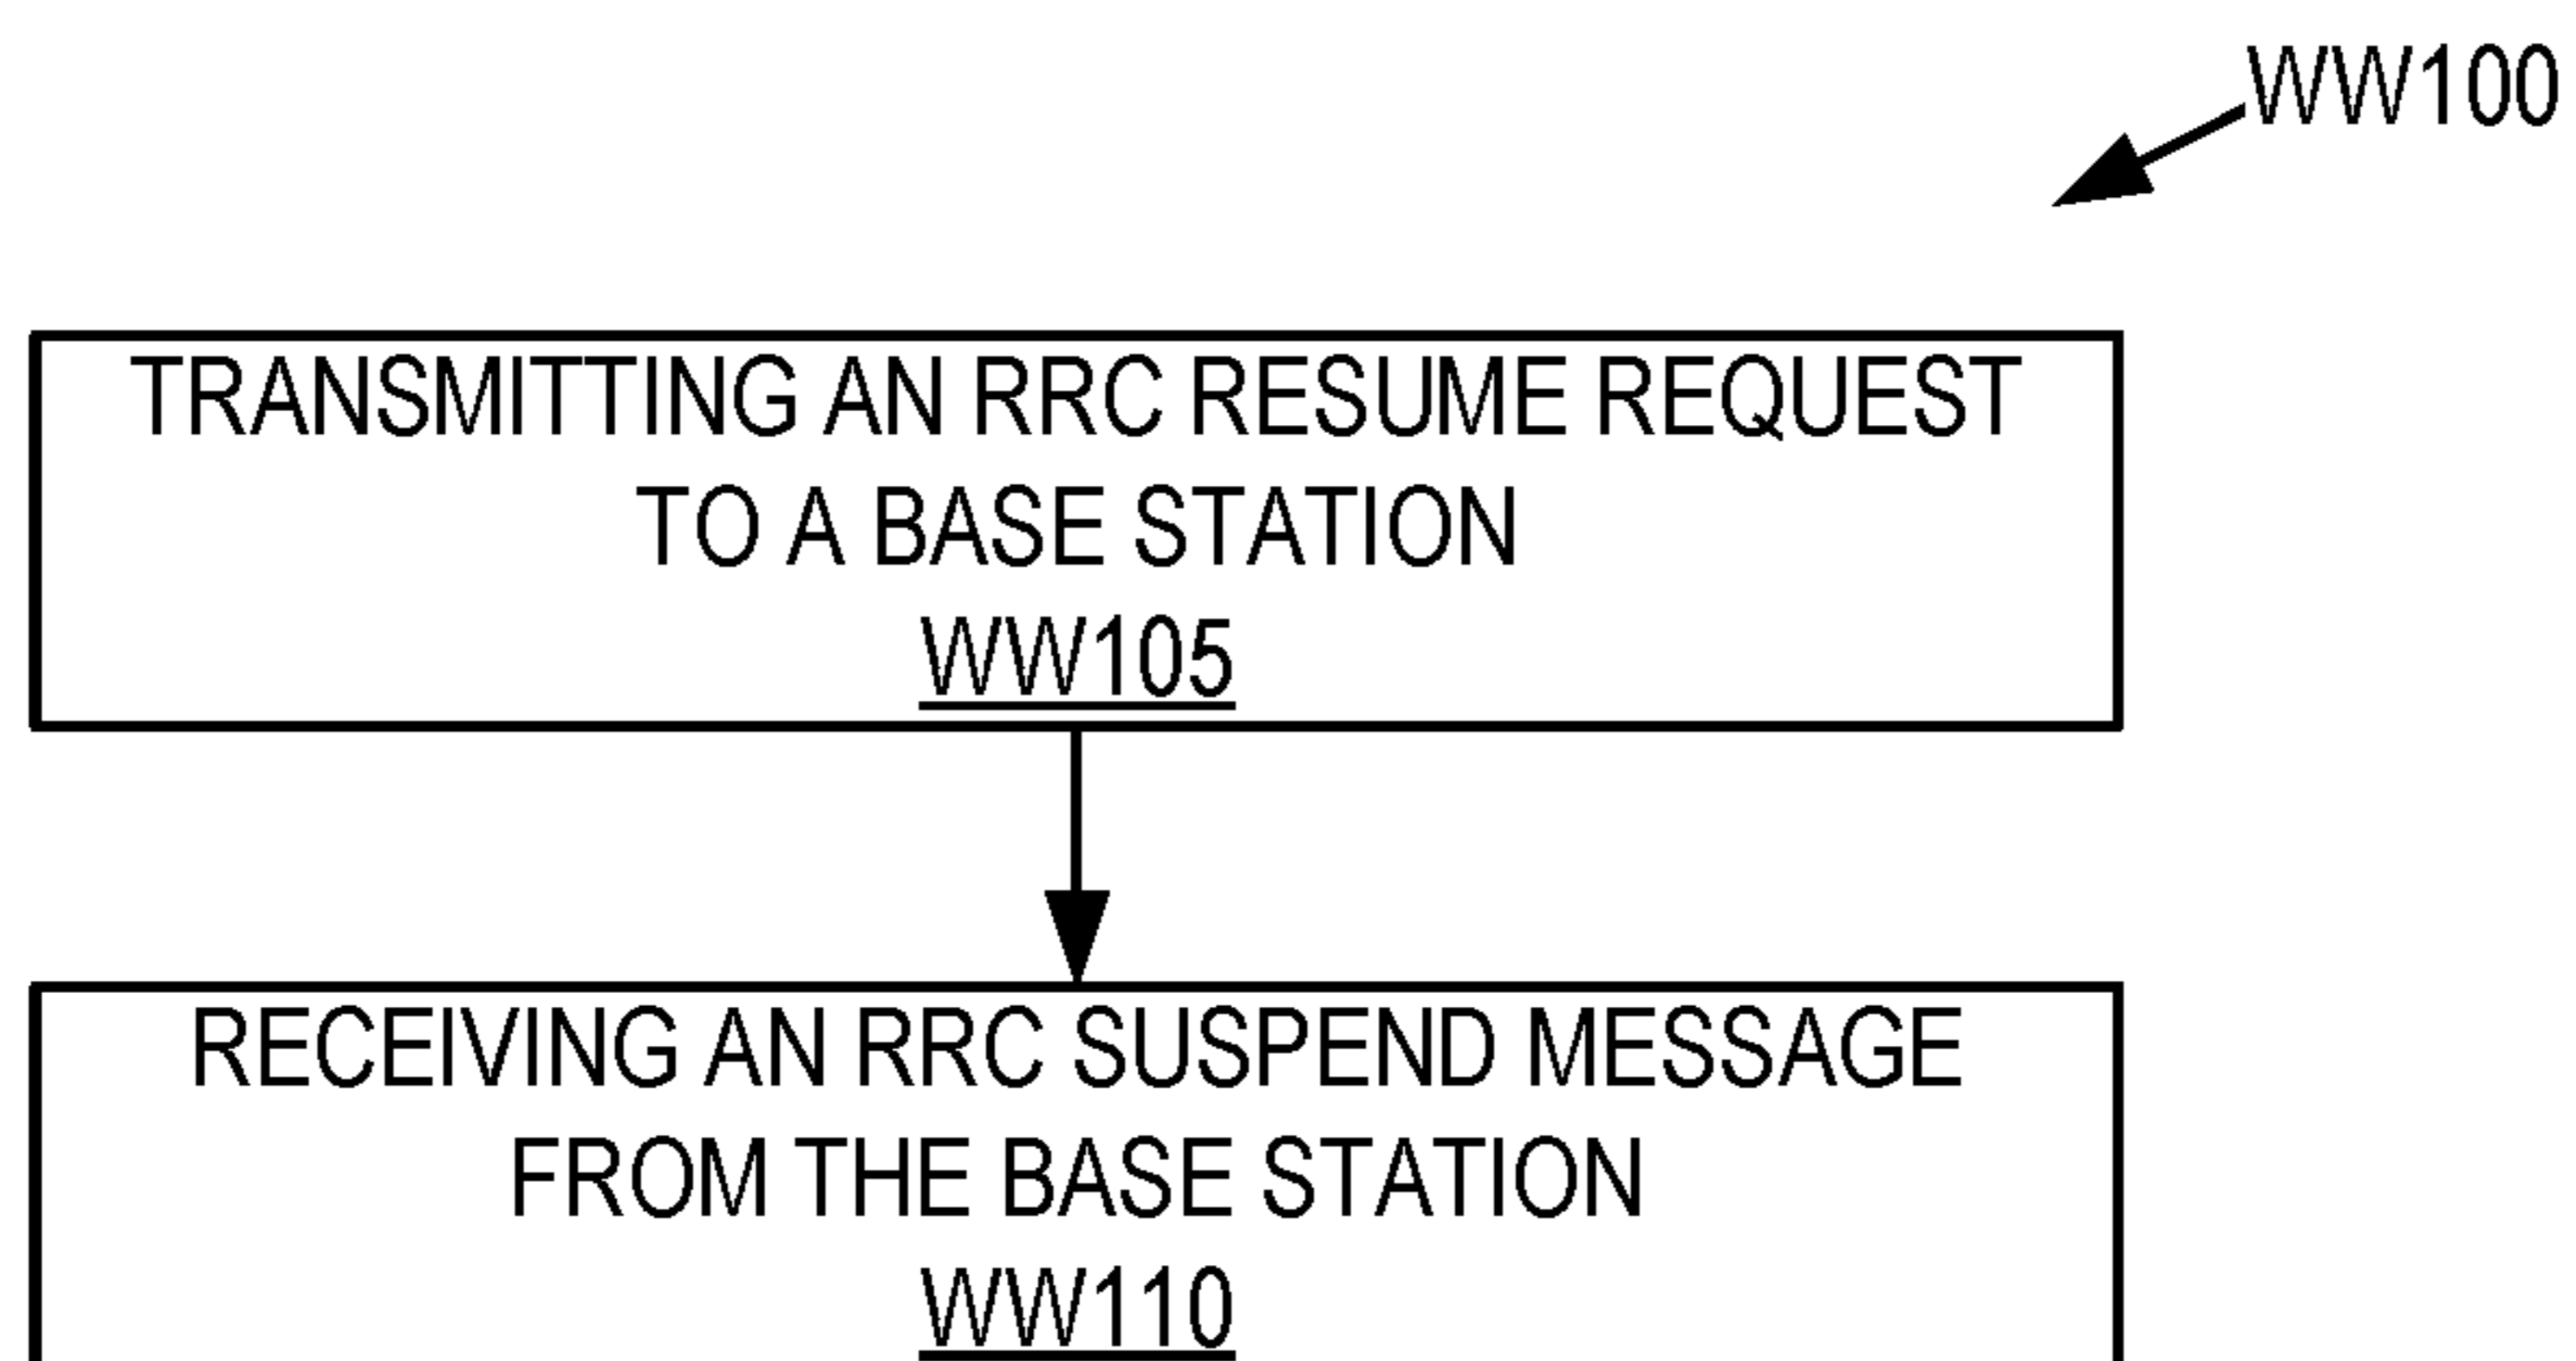 WW100
TRANSMITTING AN RRC RESUME REQUEST
TO A BASE STATION
WW105
RECEIVING AN RRC SUSPEND MESSAGE
FROM THE BASE STATION
WW110